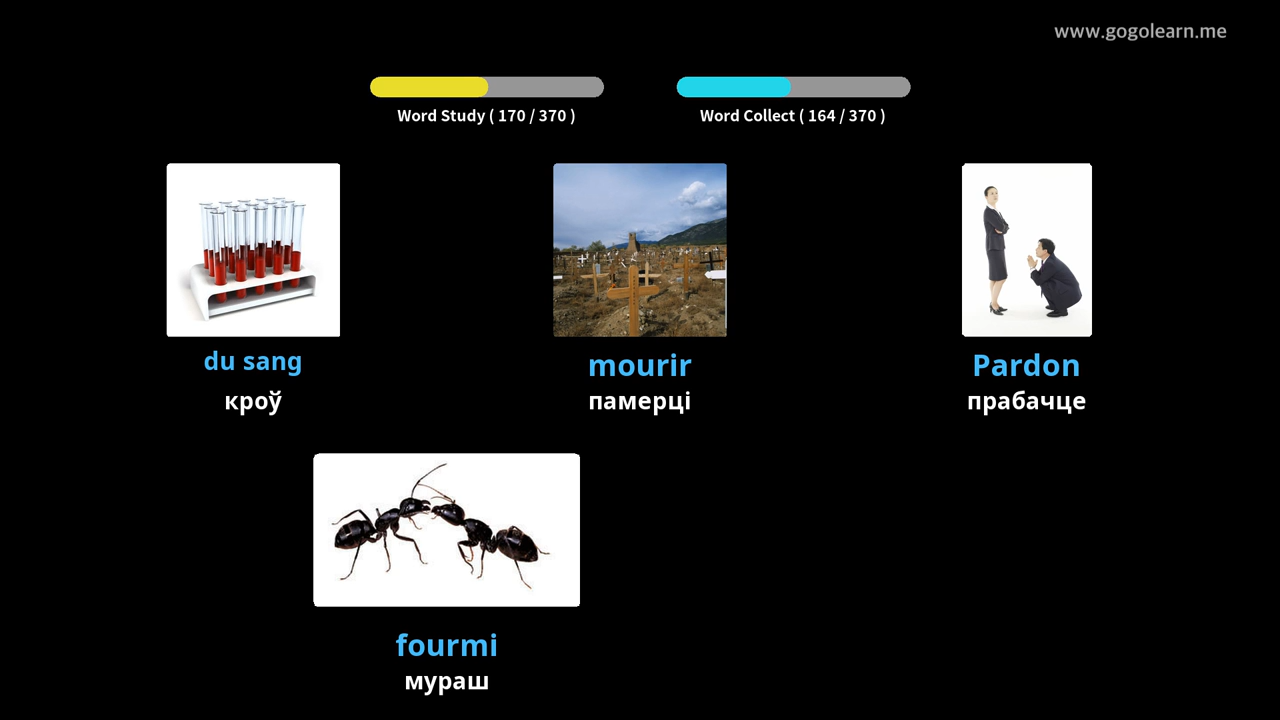 www.gogolearn.me
Word Study ( 170 / 370 )
Word Collect ( 164 / 370 )
du sang
кроў
mourir
памерці
Pardon
прабачце
fourmi
мураш